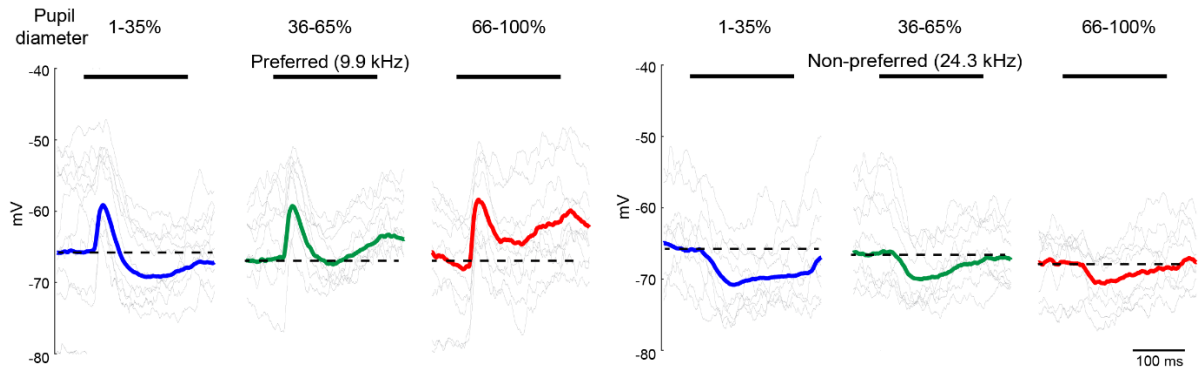 Pupil diameter 1-35% 36-65% 66-100% 1-35% 36-65% 66-100%
Preferred (9.9 kHz) Non-preferred (24.3 kHz)
-40 -40
-50 -50
-60 -60
mV mV
-70 -70
-80 -80
100 ms